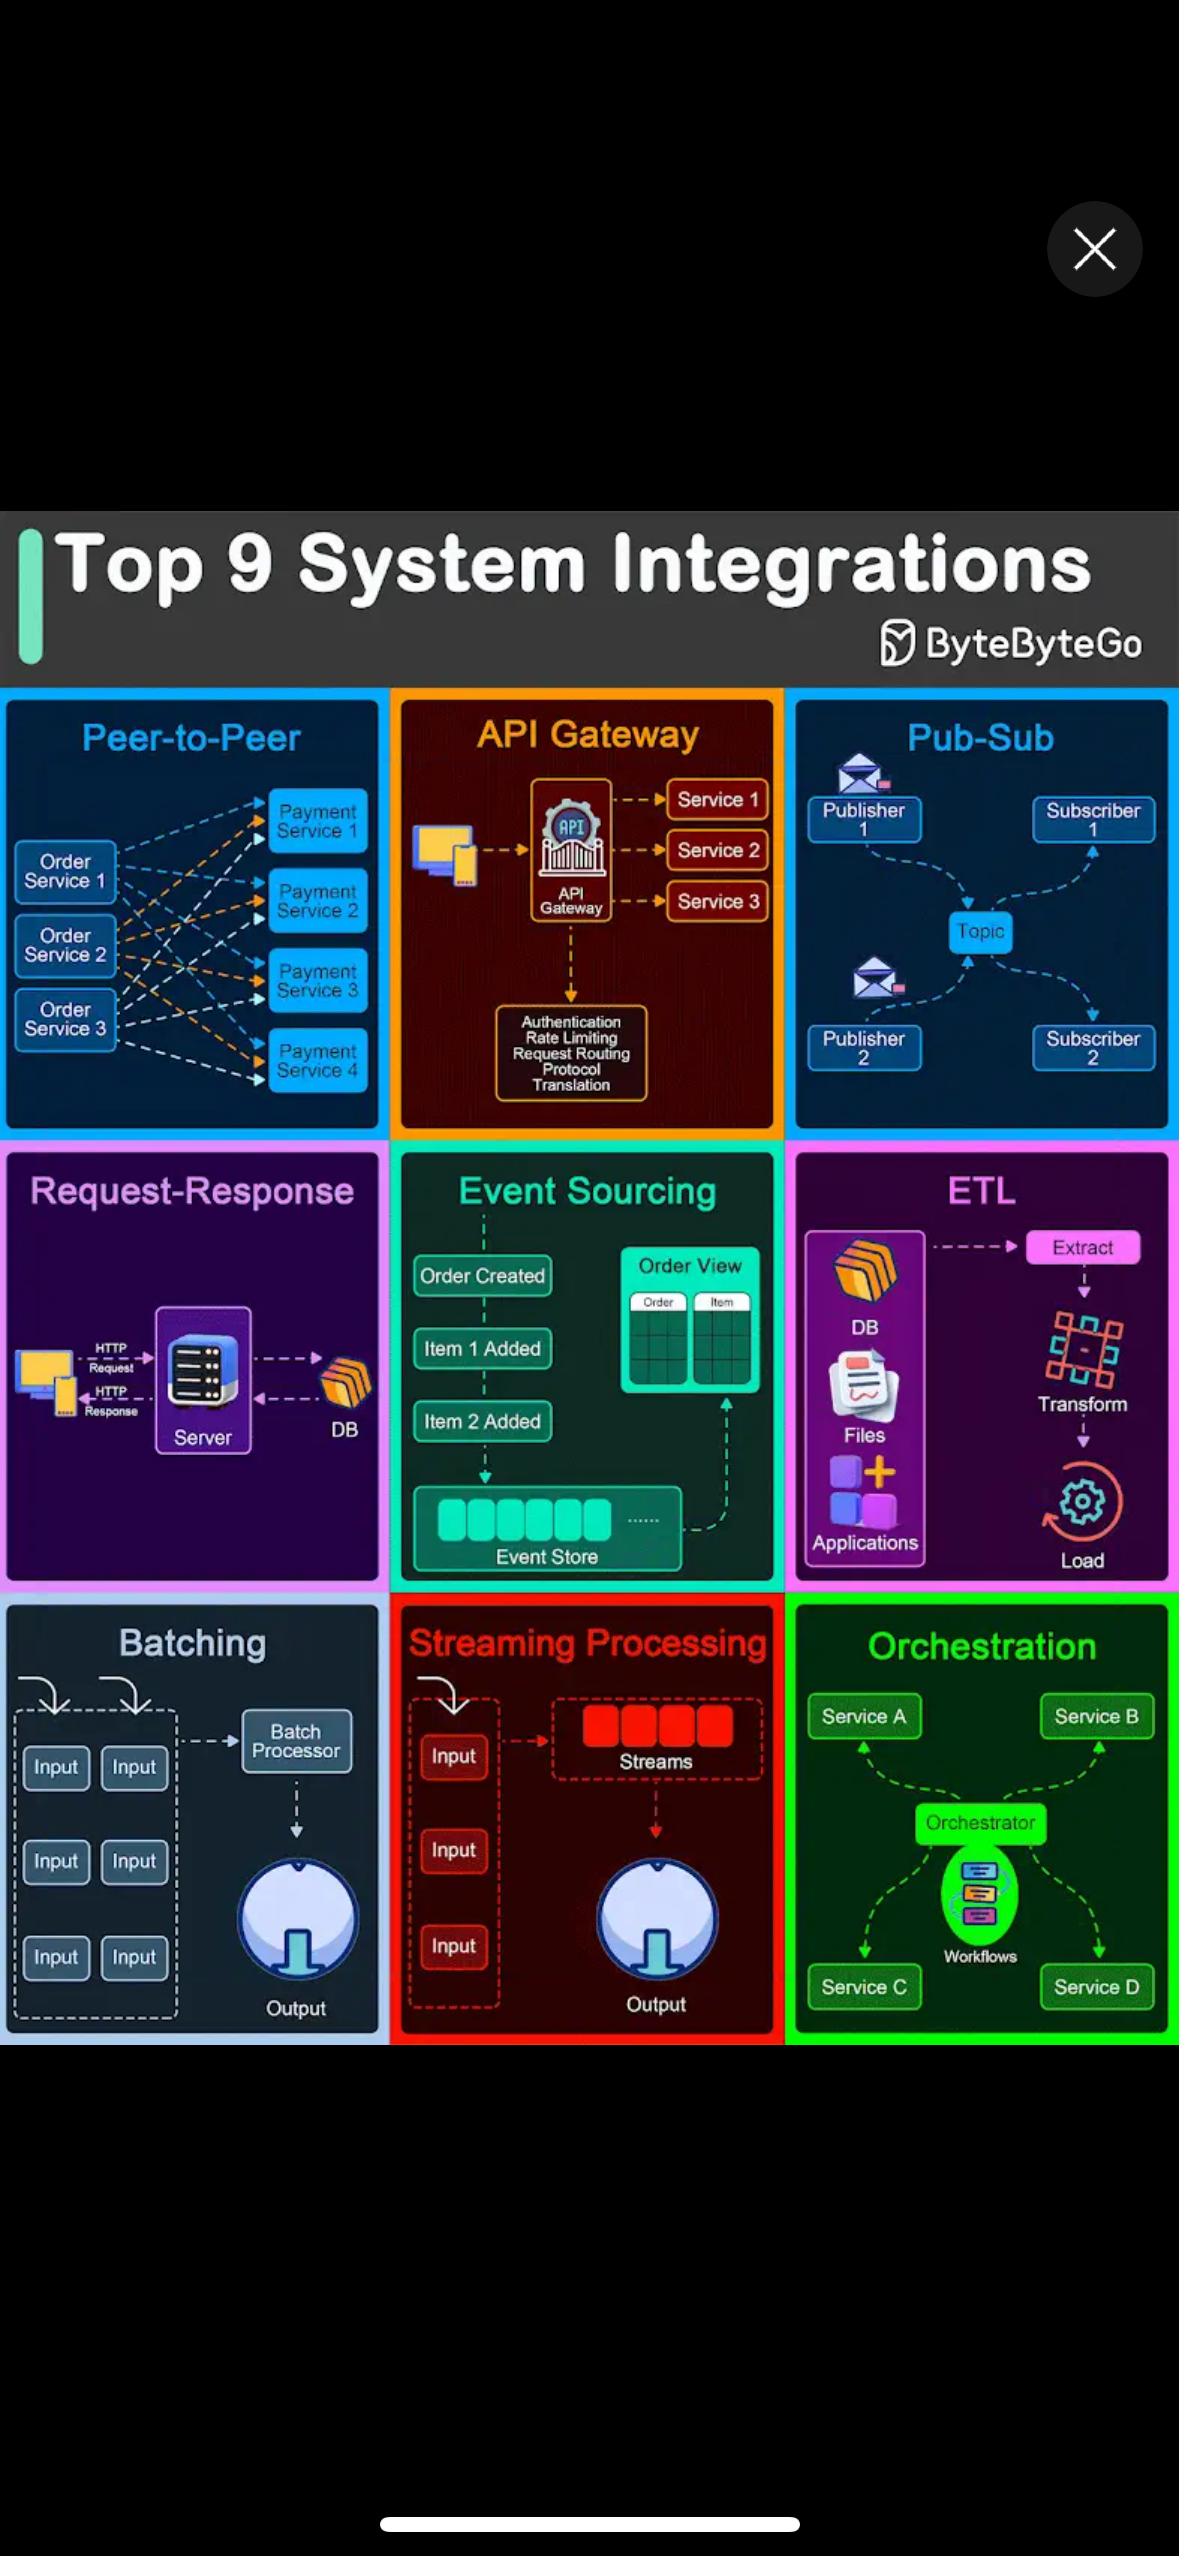 Top 9 System Integrations
ByteByteGo
Peer-to-Peer
Order
Service 1
Order
Service 2
Order
Service 3
Payment
Service 1
Payment
Service 2
Payment
Service 3
Payment
Service 4
API Gateway
API
API
Gateway
Service 1
Service 2
Service 3
Authentication
Rate Limiting
Request Routing
Protocol
Translation
Pub-Sub
Publisher
1
Subscriber
1
Topic
Publisher
2
Subscriber
2
Request-Response
HTTP
Request
HTTP
Response
Server
DB
Event Sourcing
Order Created
Item 1 Added
Item 2 Added
Event Store
Order View
Order
Item
ETL
DB
Files
Applications
Extract
Transform
Load
Batching
Input
Input
Input
Input
Input
Input
Batch
Processor
Output
Streaming Processing
Input
Input
Input
Streams
Output
Orchestration
Service A
Service B
Orchestrator
Workflows
Service C
Service D